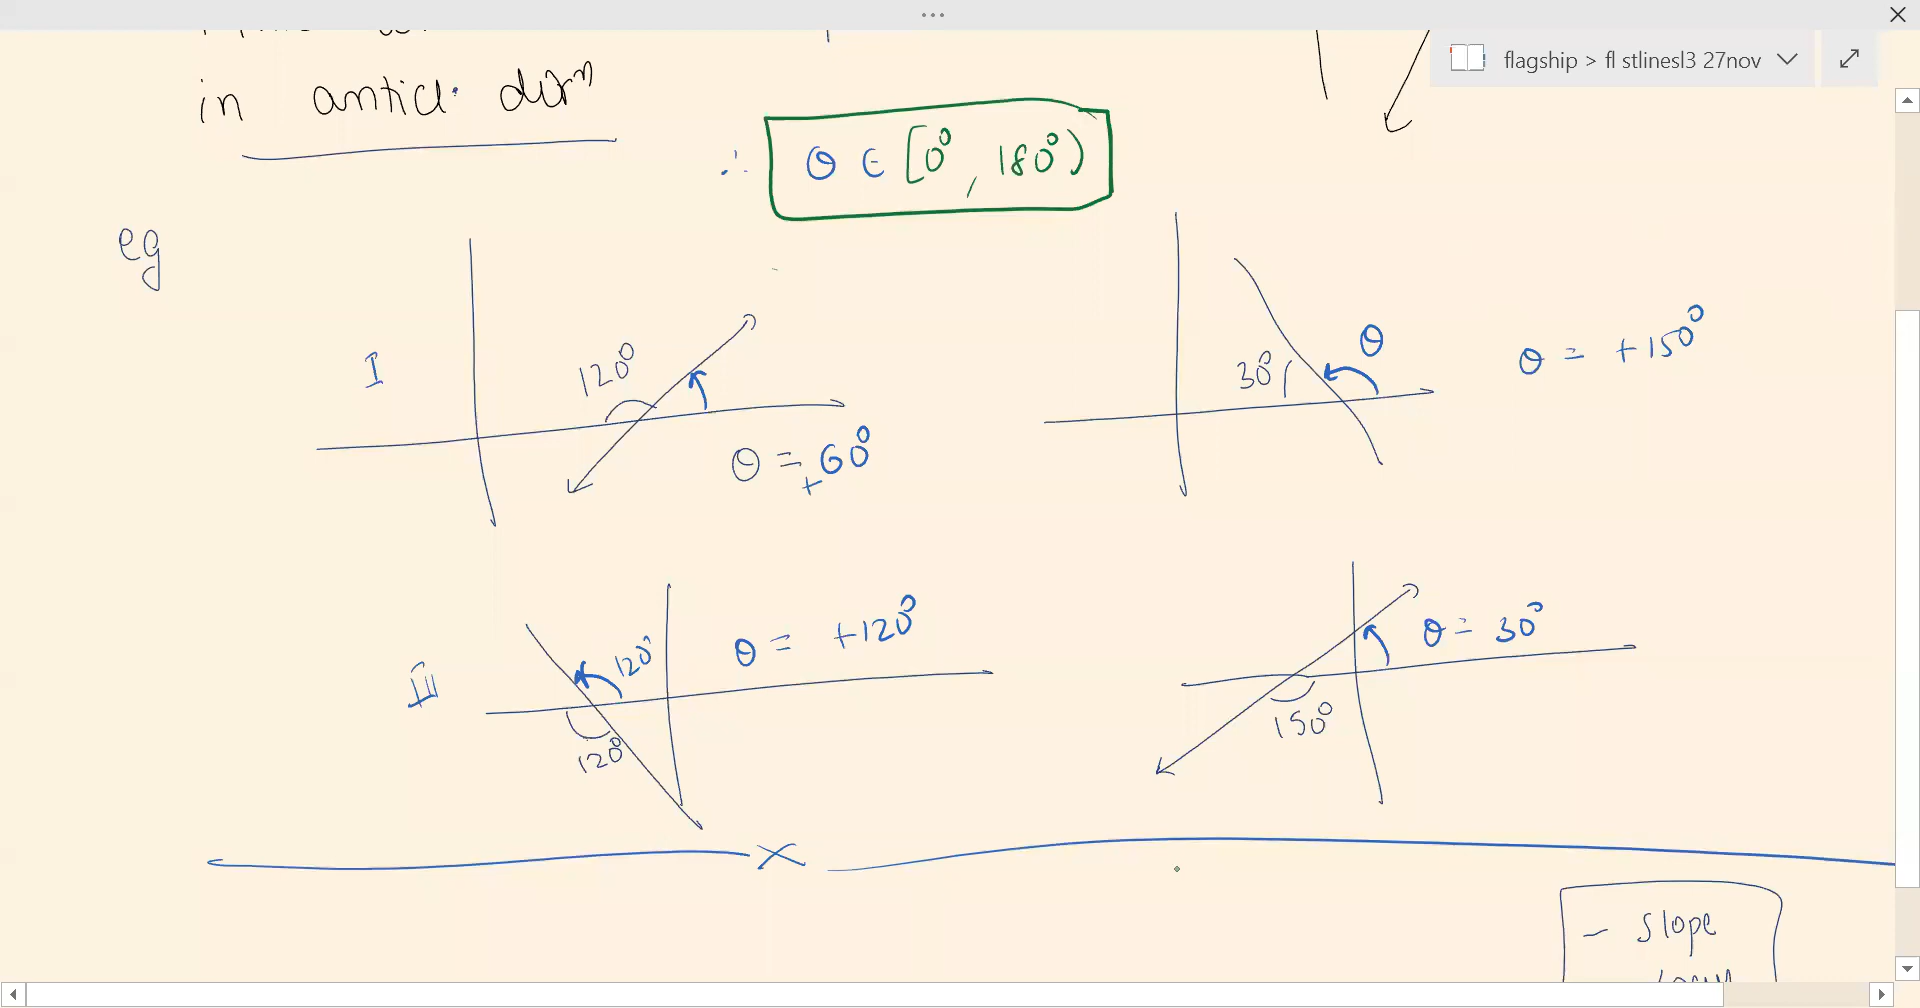 flagship > fl stlinesl3 27nov
in anticl. dirn
∴ θ ∈ [0°, 180°)
eg
I
120°
θ = +60°
30°
θ
θ = +150°
III
120°
120°
θ = +120°
150°
θ = 30°
- slope